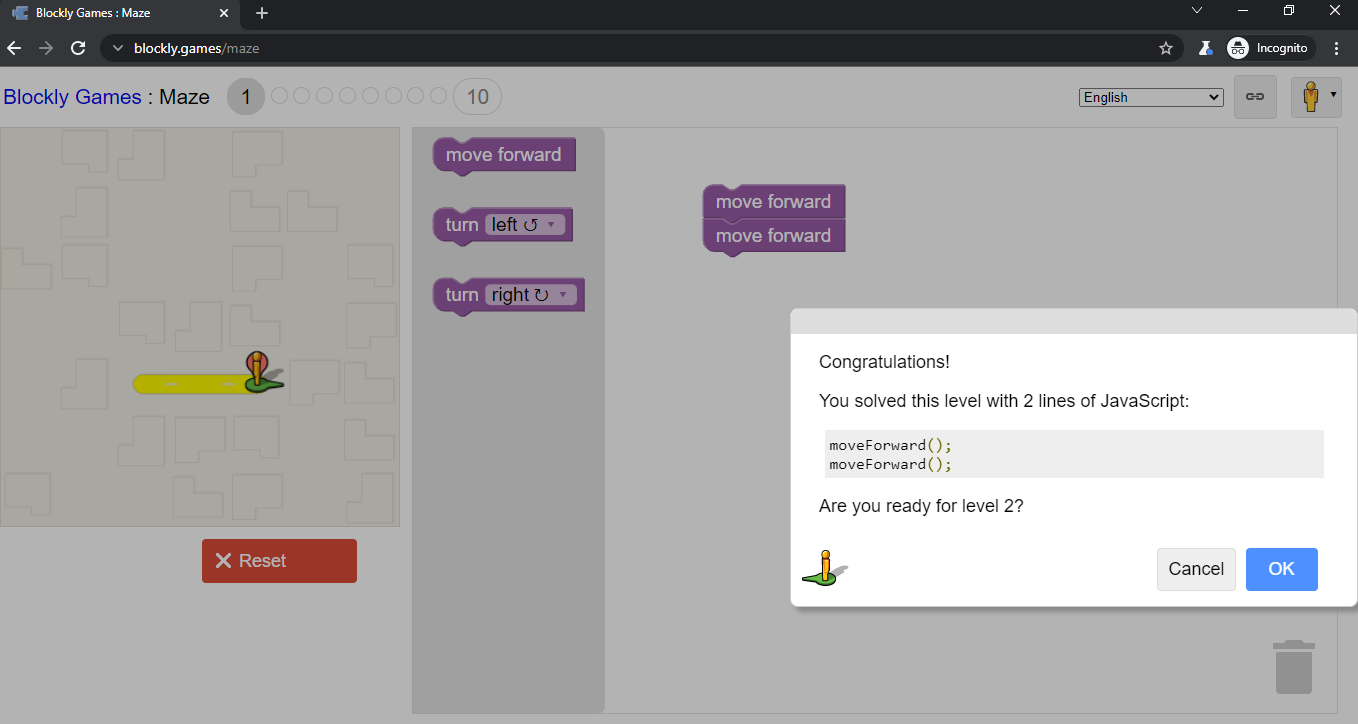 Blockly Games : Maze
blockly.games/maze
Incognito
Blockly Games : Maze 1 10
English
move forward
turn left
turn right
move forward
move forward
Reset
Congratulations!
You solved this level with 2 lines of JavaScript:
moveForward();
moveForward();
Are you ready for level 2?
Cancel OK